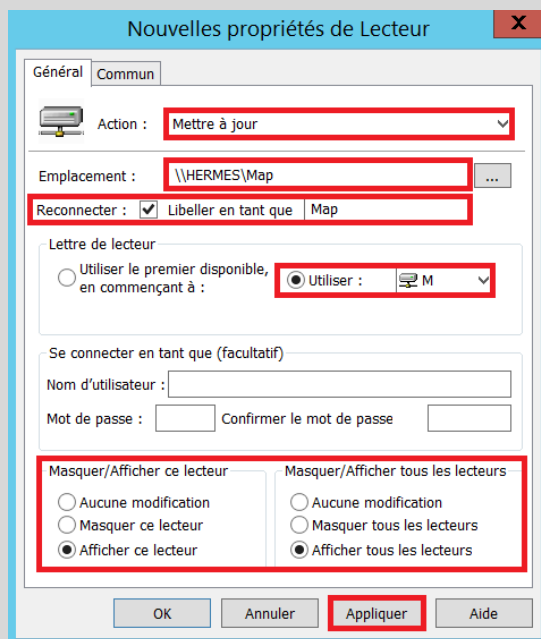 Nouvelles propriétés de Lecteur
X
Général Commun
Action : Mettre à jour
Emplacement : \\HERMES\Map ...
Reconnecter : Libeller en tant que Map
Lettre de lecteur
Utiliser le premier disponible,
en commençant à :
Utiliser : M
Se connecter en tant que (facultatif)
Nom d'utilisateur :
Mot de passe : Confirmer le mot de passe
Masquer/Afficher ce lecteur
Aucune modification
Masquer ce lecteur
Afficher ce lecteur
Masquer/Afficher tous les lecteurs
Aucune modification
Masquer tous les lecteurs
Afficher tous les lecteurs
OK Annuler Appliquer Aide